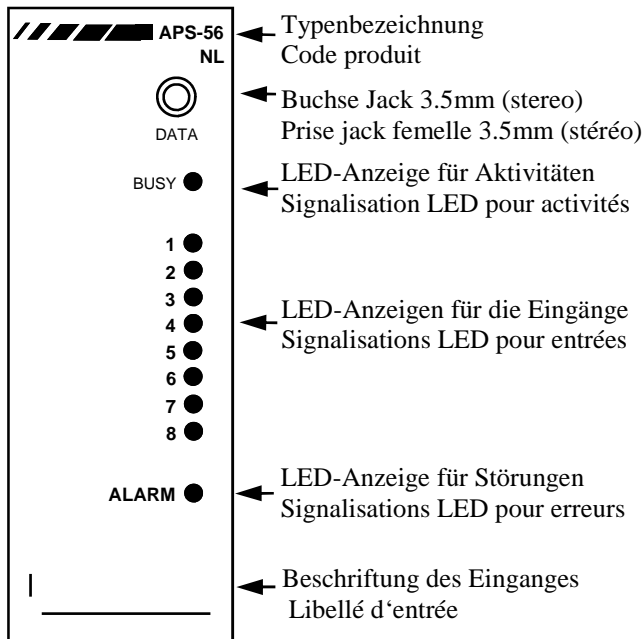 APS-56 Typenbezeichnung
NL Code produit
Buchse Jack 3.5mm (stereo)
DATA Prise jack femelle 3.5mm (stéréo)
BUSY LED-Anzeige für Aktivitäten
Signalisation LED pour activités
1
2
3 LED-Anzeigen für die Eingänge
4 Signalisations LED pour entrées
5
6
7
8
ALARM LED-Anzeige für Störungen
Signalisations LED pour erreurs
Beschriftung des Einganges
Libellé d‘entrée